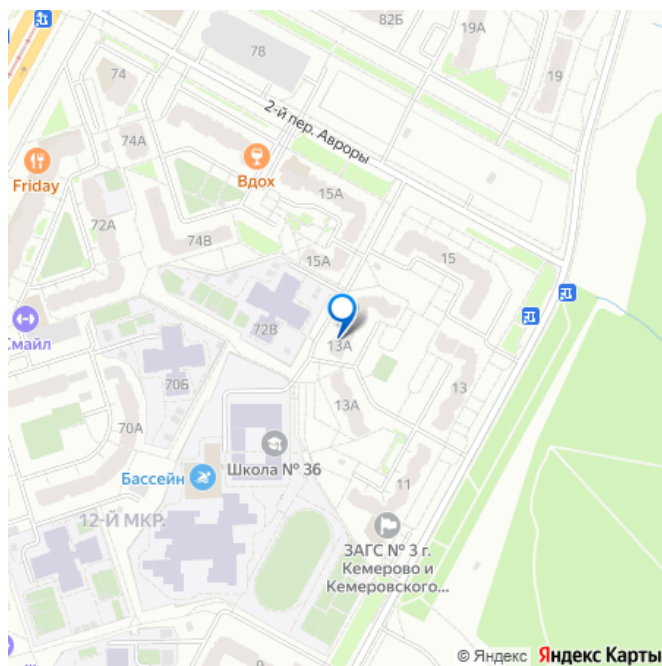 82Б
19А
78
19
74
2-й пер. Авроры
74А
Friday
Вдох
15А
72А
74В
15А
15
72В
13А
Смайл
70Б
13
13А
70А
Школа № 36
Бассейн
11
12-Й МКР.
ЗАГС № 3 г.
Кемерово и
Кемеровского...
9
© Яндекс Яндекс Карты